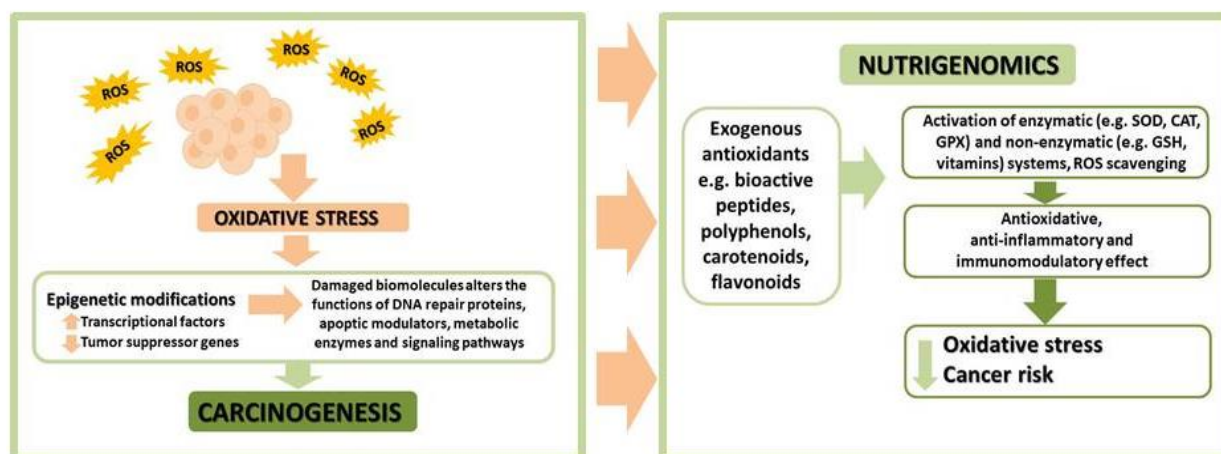 ROS
ROS
ROS
ROS
ROS
ROS
OXIDATIVE STRESS
Epigenetic modifications
Transcriptional factors
Tumor suppressor genes
Damaged biomolecules alters the
functions of DNA repair proteins,
apoptic modulators, metabolic
enzymes and signaling pathways
CARCINOGENESIS
NUTRIGENOMICS
Exogenous
antioxidants
e.g. bioactive
peptides,
polyphenols,
carotenoids,
flavonoids
Activation of enzymatic (e.g. SOD, CAT,
GPX) and non-enzymatic (e.g. GSH,
vitamins) systems, ROS scavenging
Antioxidative,
anti-inflammatory and
immunomodulatory effect
Oxidative stress
Cancer risk